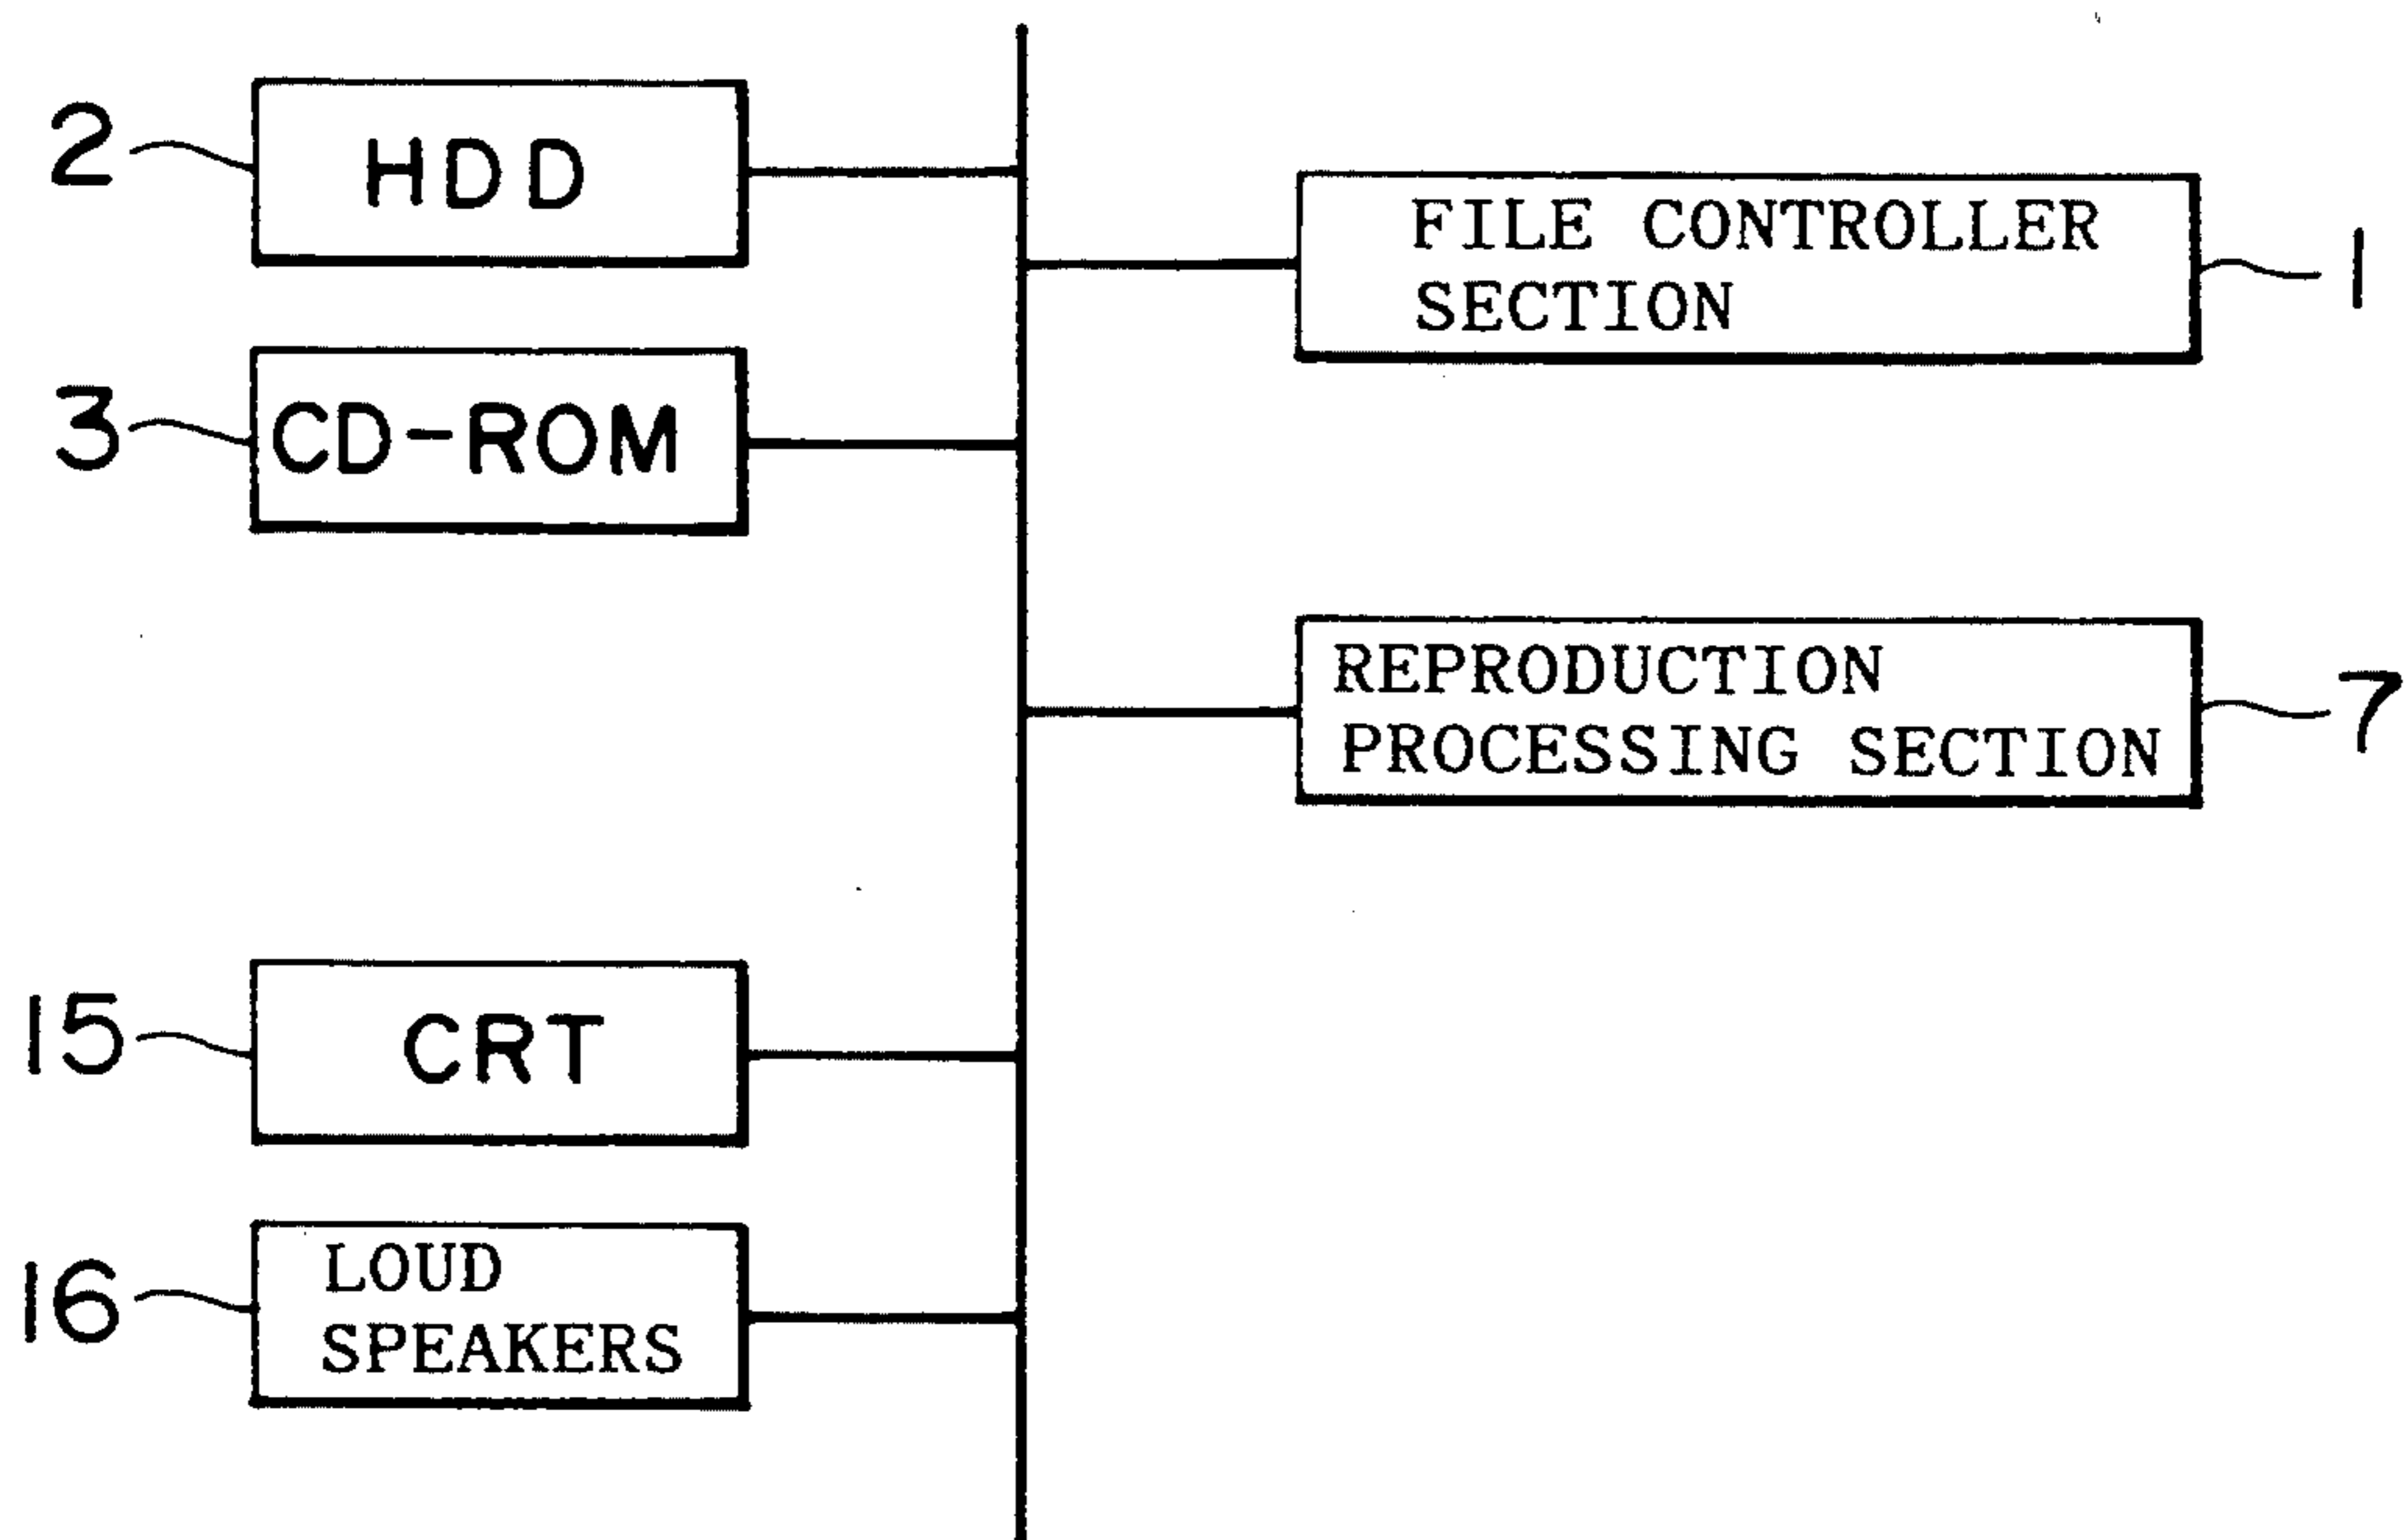 2
HDD
FILE CONTROLLER
SECTION
1
3
CD-ROM
REPRODUCTION
PROCESSING SECTION
7
15
CRT
16
LOUD
SPEAKERS